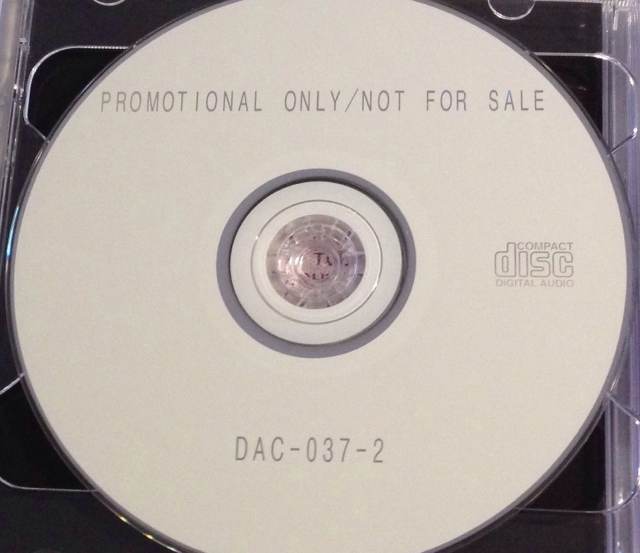 PROMOTIONAL ONLY/NOT FOR SALE
COMPACT
disc
DIGITAL AUDIO
DAC-037-2